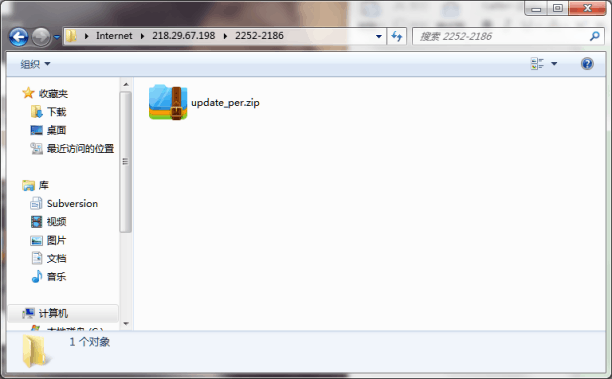 Internet ▸ 218.29.67.198 ▸ 2252-2186
搜索 2252-2186
组织
收藏夹
update_per.zip
下载
桌面
最近访问的位置
库
Subversion
视频
图片
文档
音乐
计算机
1 个对象